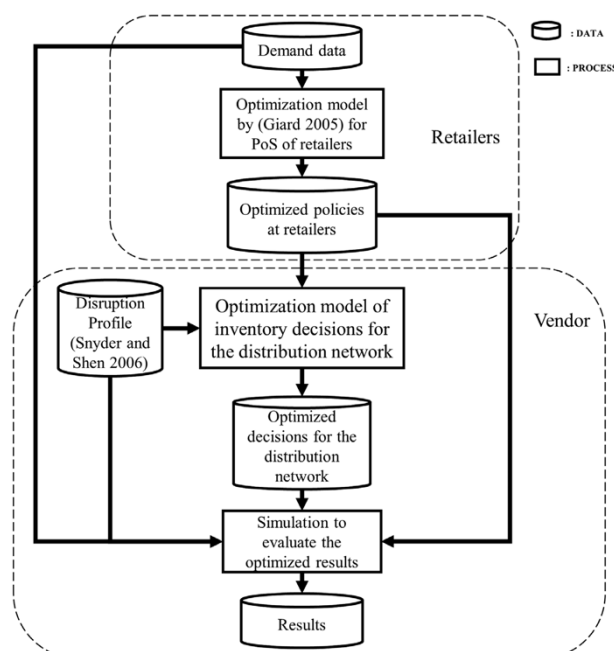 Demand data
: DATA
: PROCESS
Optimization model
by (Giard 2005) for
PoS of retailers
Retailers
Optimized policies
at retailers
Disruption
Profile
(Snyder and
Shen 2006)
Optimization model of
inventory decisions for
the distribution network
Vendor
Optimized
decisions for the
distribution
network
Simulation to
evaluate the
optimized results
Results